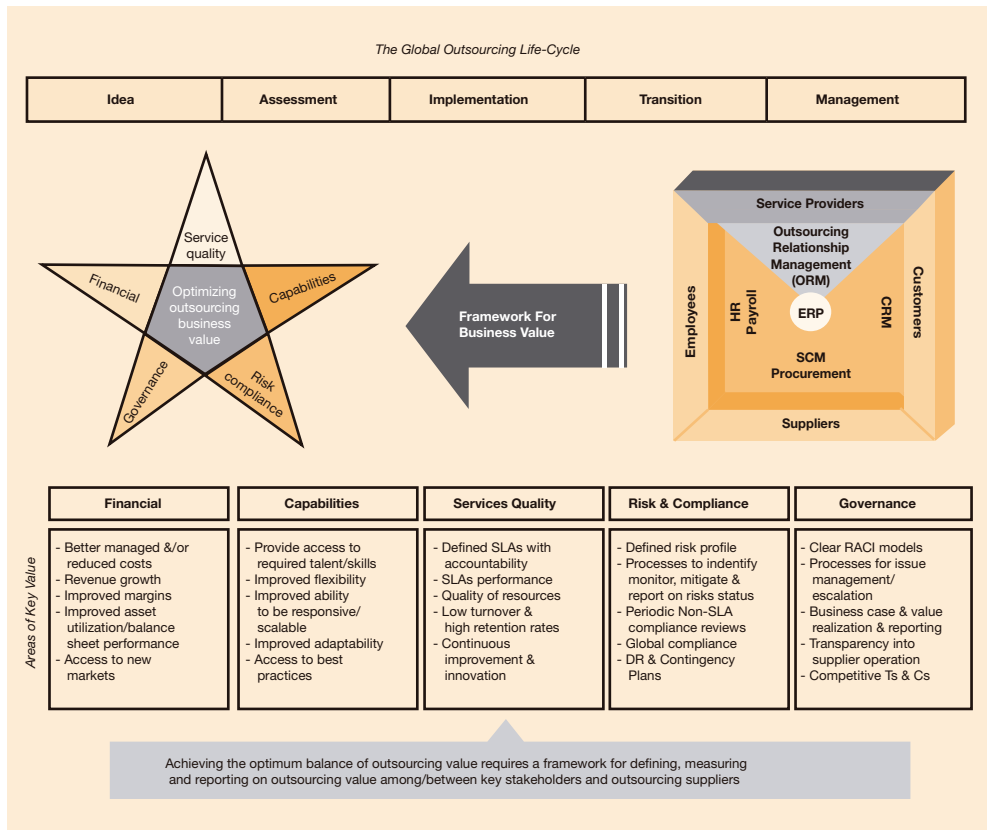 The Global Outsourcing Life-Cycle
Idea
Assessment
Implementation
Transition
Management
Service
quality
Financial
Capabilities
Optimizing
outsourcing
business
value
Governance
Risk
compliance
Framework For
Business Value
Service Providers
Outsourcing
Relationship
Management
(ORM)
Employees
HR
Payroll
ERP
CRM
Customers
SCM
Procurement
Suppliers
Areas of Key Value
Financial
- Better managed &/or
reduced costs
- Revenue growth
- Improved margins
- Improved asset
utilization/balance
sheet performance
- Access to new
markets
Capabilities
- Provide access to
required talent/skills
- Improved flexibility
- Improved ability
to be responsive/
scalable
- Improved adaptability
- Access to best
practices
Services Quality
- Defined SLAs with
accountability
- SLAs performance
- Quality of resources
- Low turnover &
high retention rates
- Continuous
improvement &
innovation
Risk & Compliance
- Defined risk profile
- Processes to indentify
monitor, mitigate &
report on risks status
- Periodic Non-SLA
compliance reviews
- Global compliance
- DR & Contingency
Plans
Governance
- Clear RACI models
- Processes for issue
management/
escalation
- Business case & value
realization & reporting
- Transparency into
supplier operation
- Competitive Ts & Cs
Achieving the optimum balance of outsourcing value requires a framework for defining, measuring
and reporting on outsourcing value among/between key stakeholders and outsourcing suppliers